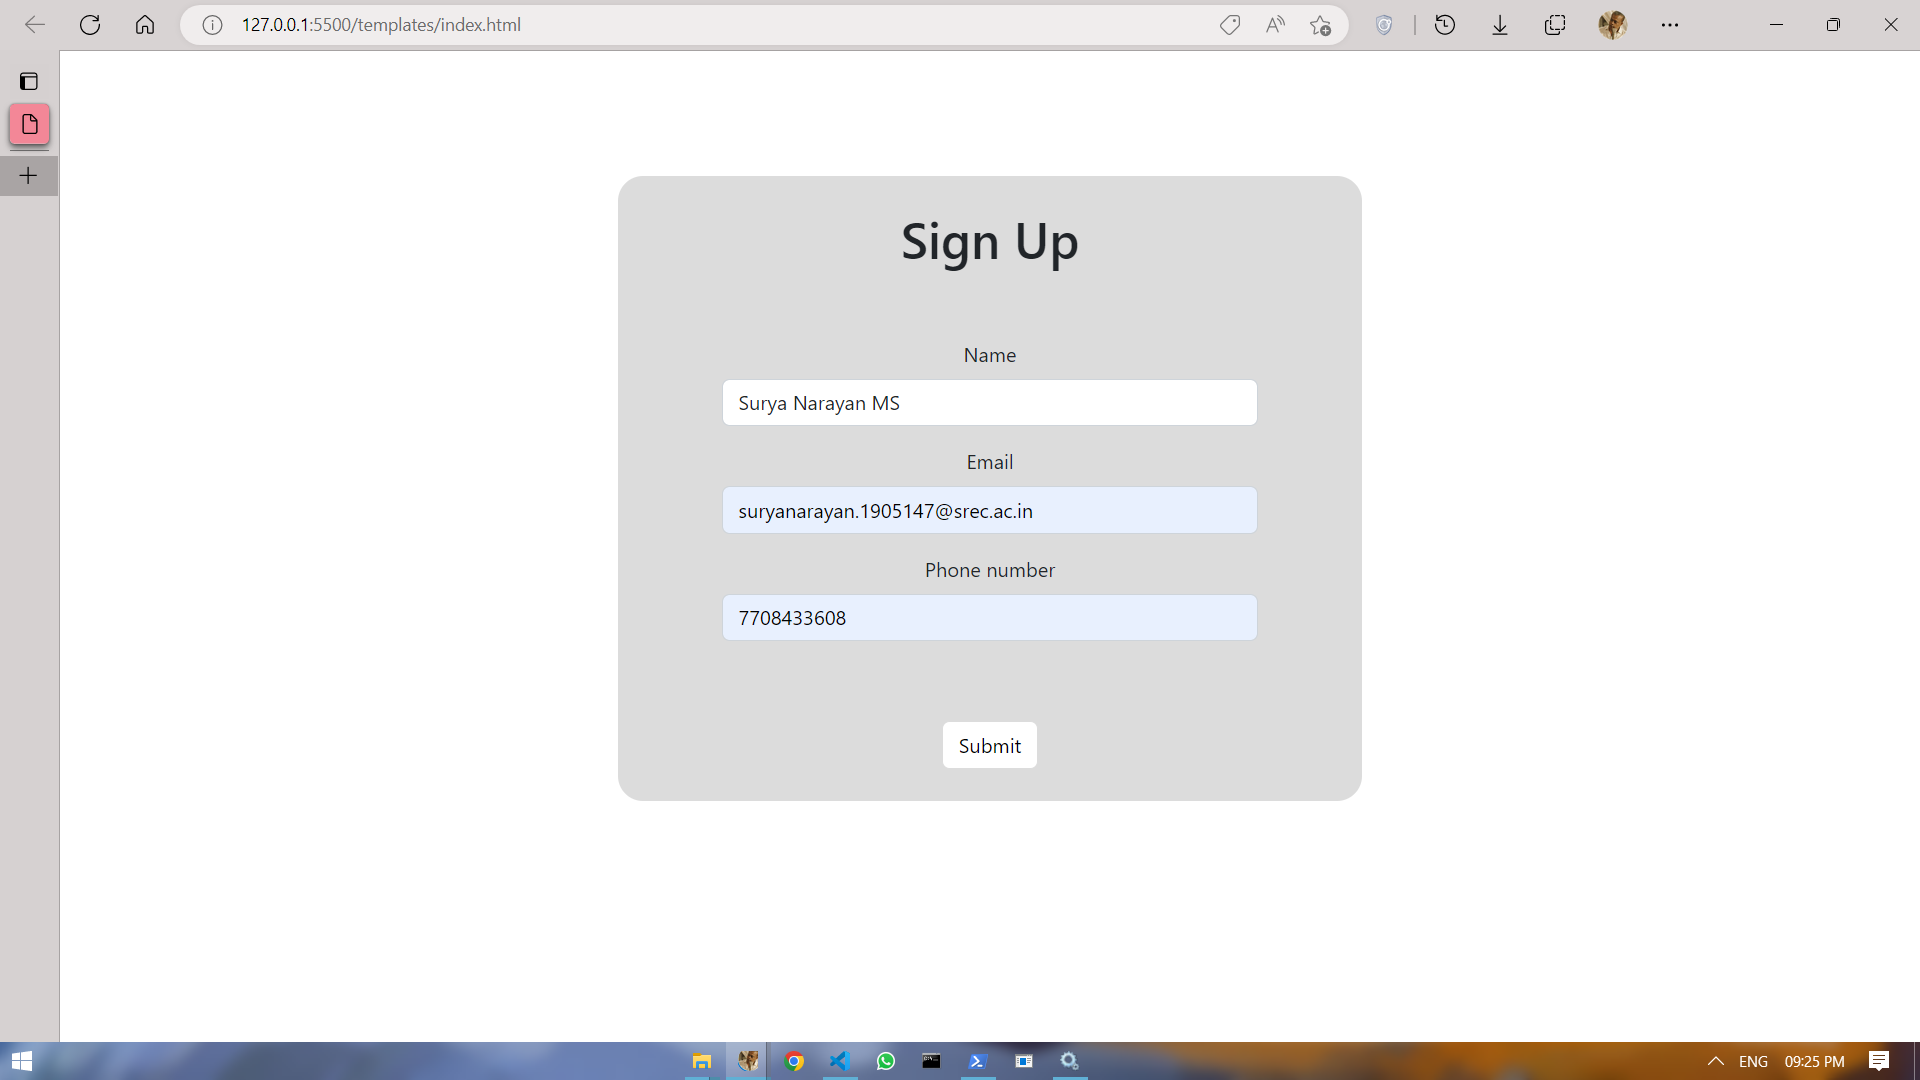 127.0.0.1:5500/templates/index.html
Sign Up
Name
Surya Narayan MS
Email
suryanarayan.1905147@srec.ac.in
Phone number
7708433608
Submit
ENG 09:25 PM